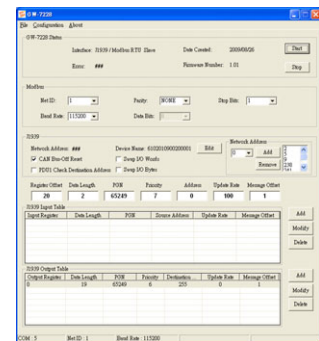 GW-7228
File Configuration About
GW-7228 Status
Interface J1939 / Modbus RTU Slave Date Created: 2009/08/26 Start
Error: ### Firmware Number 1.01 Stop
Modbus
Net ID: 1 Parity: NONE Stop Bits: 1
Baud Rate: 115200 Data Bits:
J1939
Network Address
Network Address: ### Device Name: Edit
0 Add
CAN Bus-Off Reset Swap I/O Words
PDU1 Check Destination Address Swap I/O Bytes Remove 238
Register Offset Data Length PGN Priority Address Update Rate Message Offset
20 2 65249 7 0 100 1
J1939 Input Table
Input Register Data Length PGN Source Address Update Rate Message Offset Add
Modify
Delete
J1939 Output Table
Output Register Data Length PGN Priority Destination ... Update Rate Message Offset Add
0 19 65249 6 255 0 1
Modify
Delete
COM : 5 Net ID : 1 Baud Rate : 115200